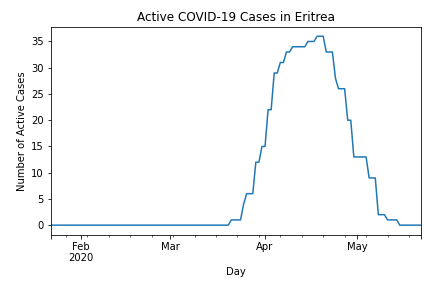 Active COVID-19 Cases in Eritrea
Number of Active Cases
35
30
25
20
15
10
5
0
Feb
2020
Mar
Apr
May
Day